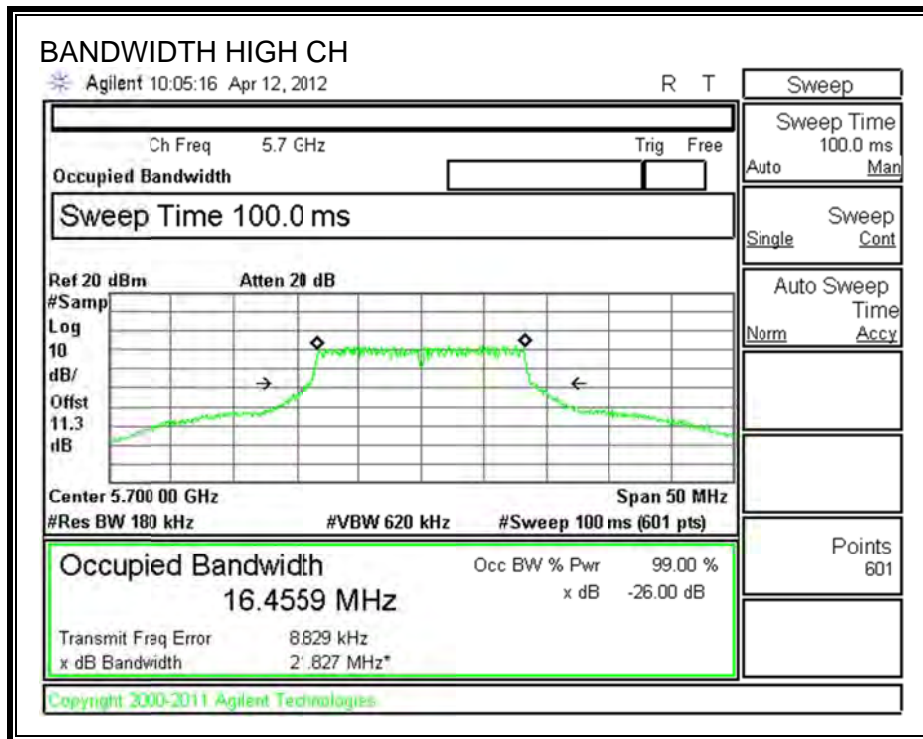 BANDWIDTH HIGH CH
Agilent 10:05:16 Apr 12, 2012 R T
Ch Freq 5.7 GHz Trig Free
Occupied Bandwidth
Sweep Time 100.0 ms
Ref 20 dBm Atten 20 dB
#Samp
Log
10
dB/
Offst
11.3
dB
Center 5.700 00 GHz Span 50 MHz
#Res BW 180 kHz #VBW 620 kHz #Sweep 100 ms (601 pts)
Occupied Bandwidth
16.4559 MHz
Occ BW % Pwr 99.00 %
x dB -26.00 dB
Transmit Freq Error
x dB Bandwidth MHz*
Copyright 2000-2011 Agilent Technologies
Sweep
Sweep Time
100.0 ms
Auto Man
Sweep
Single Cont
Auto Sweep
Time
Norm Accy
Points
601